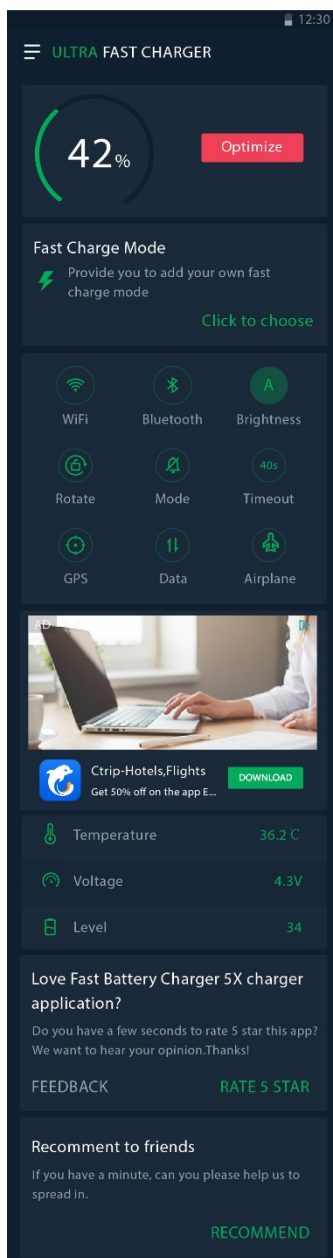 12:30
ULTRA FAST CHARGER
42%
Optimize
Fast Charge Mode
Provide you to add your own fast
charge mode
Click to choose
A
WiFi Bluetooth Brightness
40s
Rotate Mode Timeout
GPS Data Airplane
AD
Ctrip-Hotels,Flights
Get 50% off on the app E...
DOWNLOAD
Temperature 36.2℃
Voltage 4.3V
Level 34
Love Fast Battery Charger 5X charger
application?
Do you have a few seconds to rate 5 star this app?
We want to hear your opinion.Thanks!
FEEDBACK RATE 5 STAR
Recomment to friends
If you have a minute, can you please help us to
spread in.
RECOMMEND